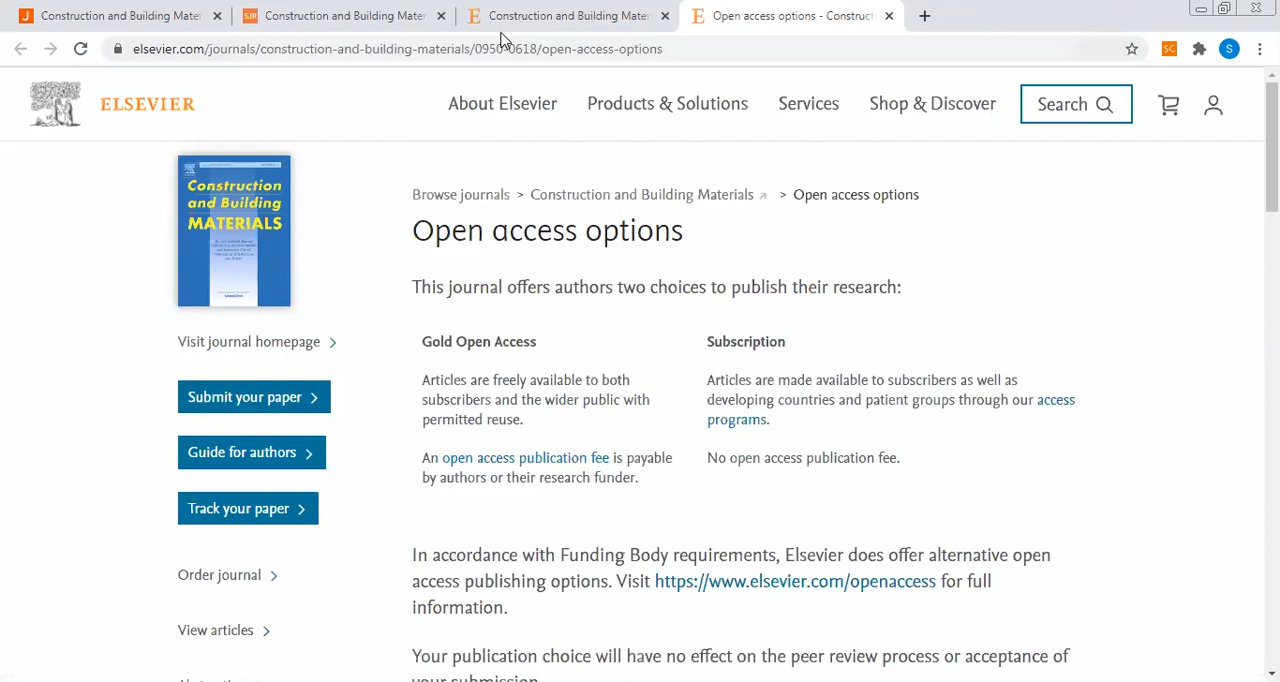 Construction and Building Mater
Construction and Building Mater
Construction and Building Mater
Open access options - Construct
elsevier.com/journals/construction-and-building-materials/0950-0618/open-access-options
SC
S
ELSEVIER
About Elsevier
Products & Solutions
Services
Shop & Discover
Search
Construction
and Building
MATERIALS
Browse journals > Construction and Building Materials > Open access options
Open access options
This journal offers authors two choices to publish their research:
Visit journal homepage
Submit your paper
Guide for authors
Track your paper
Order journal
View articles
Gold Open Access
Articles are freely available to both
subscribers and the wider public with
permitted reuse.
An open access publication fee is payable
by authors or their research funder.
Subscription
Articles are made available to subscribers as well as
developing countries and patient groups through our access
programs.
No open access publication fee.
In accordance with Funding Body requirements, Elsevier does offer alternative open
access publishing options. Visit https://www.elsevier.com/openaccess for full
information.
Your publication choice will have no effect on the peer review process or acceptance of
your submission.